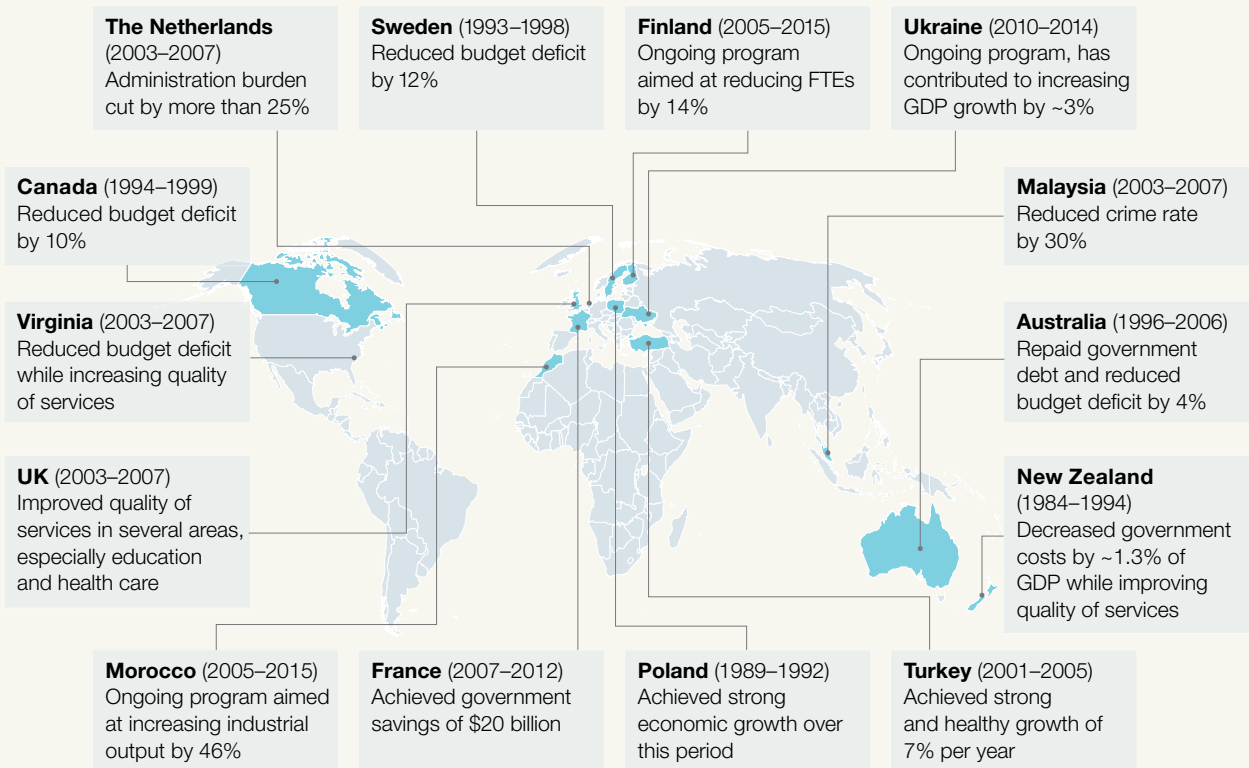 The Netherlands
(2003–2007)
Administration burden
cut by more than 25%
Sweden (1993–1998)
Reduced budget deficit
by 12%
Finland (2005–2015)
Ongoing program
aimed at reducing FTEs
by 14%
Ukraine (2010–2014)
Ongoing program, has
contributed to increasing
GDP growth by ~3%
Canada (1994–1999)
Reduced budget deficit
by 10%
Malaysia (2003–2007)
Reduced crime rate
by 30%
Virginia (2003–2007)
Reduced budget deficit
while increasing quality
of services
Australia (1996–2006)
Repaid government
debt and reduced
budget deficit by 4%
UK (2003–2007)
Improved quality of
services in several areas,
especially education
and health care
New Zealand
(1984–1994)
Decreased government
costs by ~1.3% of
GDP while improving
quality of services
Morocco (2005–2015)
Ongoing program aimed
at increasing industrial
output by 46%
France (2007–2012)
Achieved government
savings of $20 billion
Poland (1989–1992)
Achieved strong
economic growth over
this period
Turkey (2001–2005)
Achieved strong
and healthy growth of
7% per year